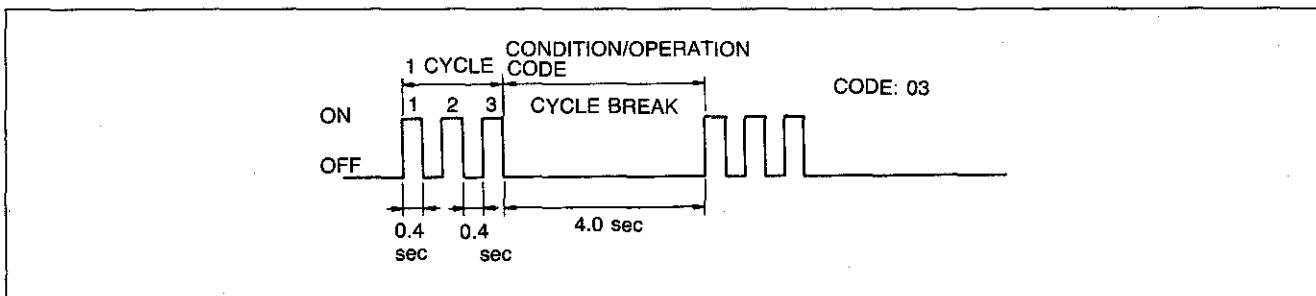 CONDITION/OPERATION
1 CYCLE CODE
CODE: 03
1 2 3 CYCLE BREAK
ON
OFF
0.4 0.4 4.0 sec
sec sec